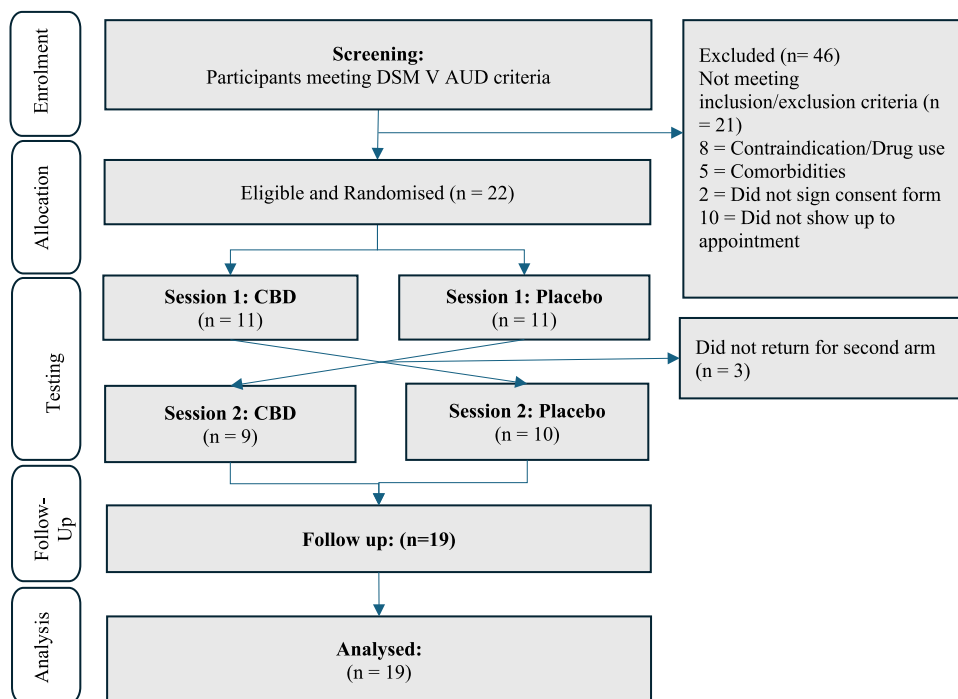 Enrolment
Screening:
Participants meeting DSM V AUD criteria
Excluded (n= 46)
Not meeting
inclusion/exclusion criteria (n
= 21)
8 = Contraindication/Drug use
5 = Comorbidities
2 = Did not sign consent form
10 = Did not show up to
appointment
Allocation
Eligible and Randomised (n = 22)
Testing
Session 1: CBD
(n = 11)
Session 1: Placebo
(n = 11)
Did not return for second arm
(n = 3)
Session 2: CBD
(n = 9)
Session 2: Placebo
(n = 10)
Follow-
Up
Follow up: (n=19)
Analysis
Analysed:
(n = 19)